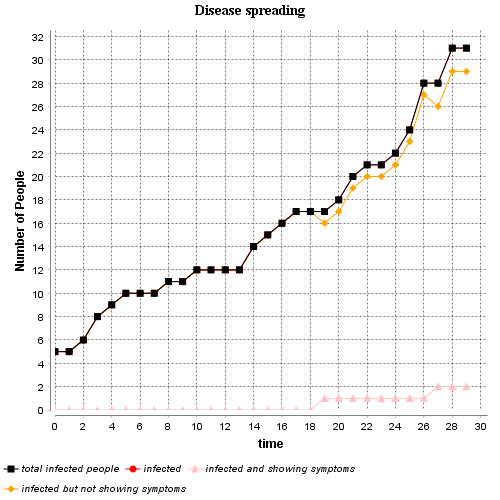 Disease spreading
Number of People
32
30
28
26
24
22
20
18
16
14
12
10
8
6
4
2
0
0 2 4 6 8 10 12 14 16 18 20 22 24 26 28 30
time
total infected people infected infected and showing symptoms
infected but not showing symptoms